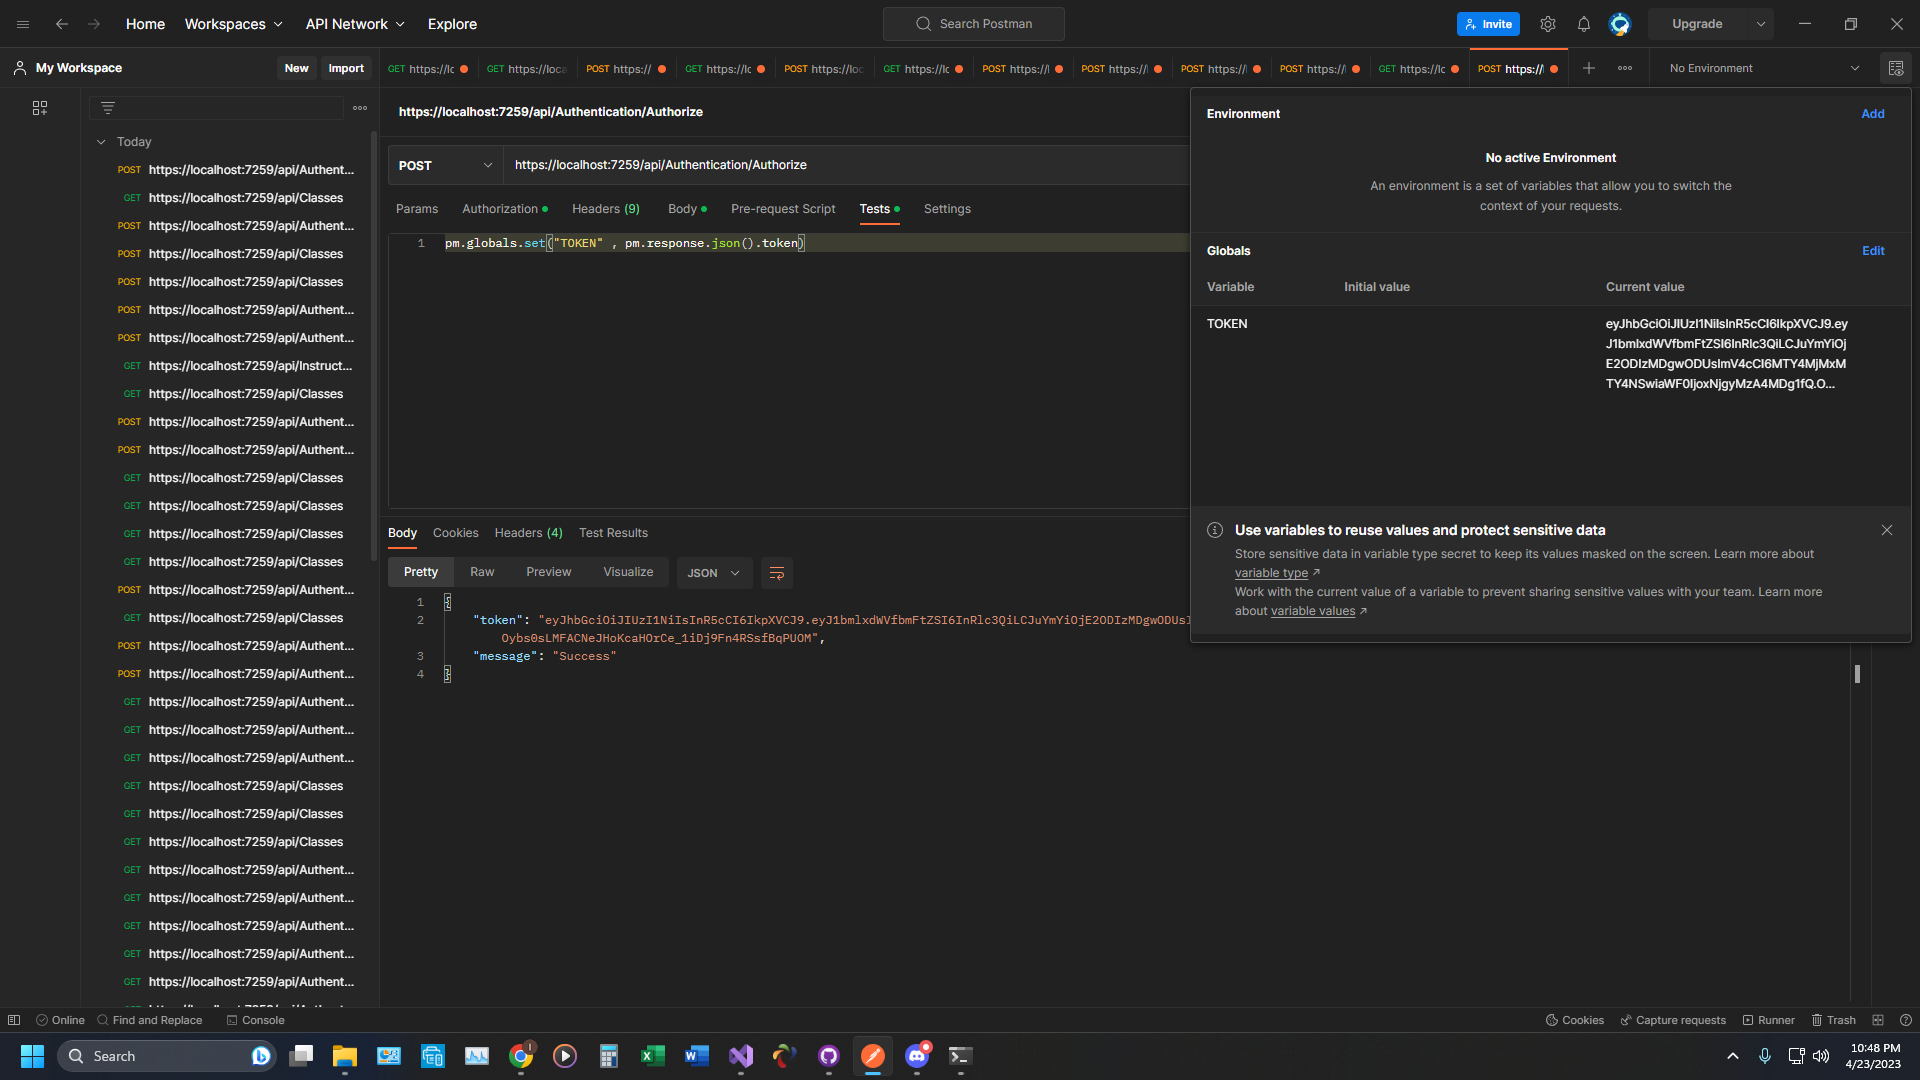 Home Workspaces API Network Explore Search Postman Invite Upgrade
My Workspace New Import
GET https://lc GET https://loca POST https:// GET https://lc POST https://loc GET https://lc POST https://l POST https://l POST https:// POST https:// GET https://lc POST https://l No Environment
Today
POST https://localhost:7259/api/Authent...
GET https://localhost:7259/api/Classes
POST https://localhost:7259/api/Authent...
POST https://localhost:7259/api/Classes
POST https://localhost:7259/api/Classes
POST https://localhost:7259/api/Authent...
POST https://localhost:7259/api/Authent...
GET https://localhost:7259/api/Instruct...
GET https://localhost:7259/api/Classes
POST https://localhost:7259/api/Authent...
POST https://localhost:7259/api/Authent...
GET https://localhost:7259/api/Classes
GET https://localhost:7259/api/Classes
GET https://localhost:7259/api/Classes
GET https://localhost:7259/api/Classes
POST https://localhost:7259/api/Authent...
GET https://localhost:7259/api/Classes
POST https://localhost:7259/api/Authent...
POST https://localhost:7259/api/Authent...
GET https://localhost:7259/api/Authent...
GET https://localhost:7259/api/Authent...
GET https://localhost:7259/api/Authent...
GET https://localhost:7259/api/Classes
GET https://localhost:7259/api/Classes
GET https://localhost:7259/api/Classes
GET https://localhost:7259/api/Authent...
GET https://localhost:7259/api/Authent...
GET https://localhost:7259/api/Authent...
GET https://localhost:7259/api/Authent...
GET https://localhost:7259/api/Authent...
https://localhost:7259/api/Authentication/Authorize
POST https://localhost:7259/api/Authentication/Authorize
Params Authorization Headers (9) Body Pre-request Script Tests Settings
1 pm.globals.set("TOKEN" , pm.response.json().token)
Body Cookies Headers (4) Test Results
Pretty Raw Preview Visualize JSON
1 {
2 "token": "eyJhbGciOiJIUzI1NiIsInR5cCI6IkpXVCJ9.eyJ1bmlxdWVfbmFtZSI6InRlc3QiLCJuYmYiOjE2ODIzMDgwODUsI
Oybs0sLMFACNeJHoKcaHOrCe_1iDj9Fn4RSsfBqPUOM",
3 "message": "Success"
4 }
Environment Add
No active Environment
An environment is a set of variables that allow you to switch the
context of your requests.
Globals Edit
Variable Initial value Current value
TOKEN eyJhbGciOiJIUzI1NiIsInR5cCI6IkpXVCJ9.ey
J1bmlxdWVfbmFtZSI6InRlc3QiLCJuYmYiOj
E2ODIzMDgwODUsImV4cCI6MTY4MjMxM
TY4NSwiaWF0IjoxNjgyMzA4MDg1fQ.O...
Use variables to reuse values and protect sensitive data
Store sensitive data in variable type secret to keep its values masked on the screen. Learn more about
variable type ↗
Work with the current value of a variable to prevent sharing sensitive values with your team. Learn more
about variable values ↗
Online Find and Replace Console Cookies Capture requests Runner Trash
Search
10:48 PM
4/23/2023